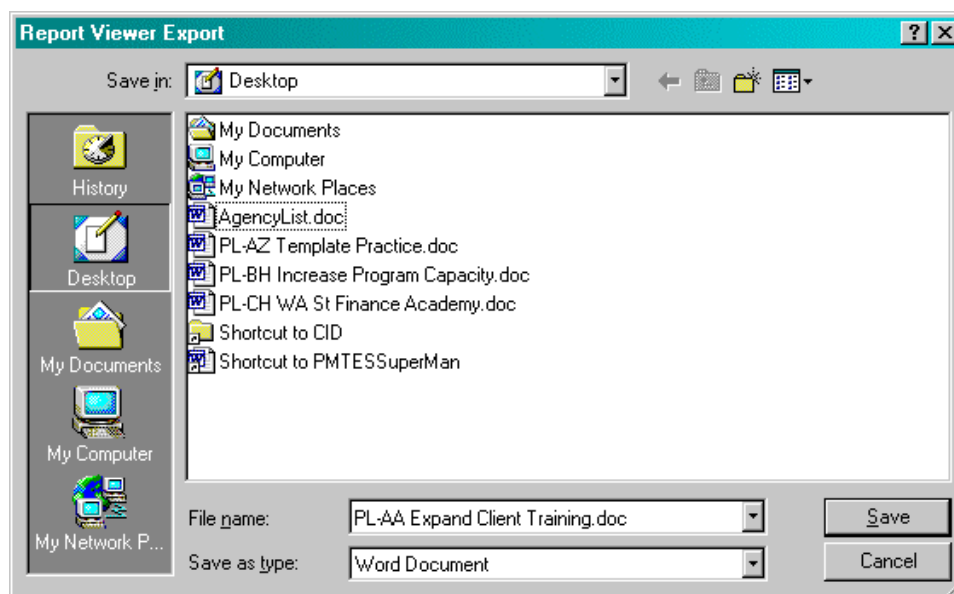 Report Viewer Export
Save in: Desktop
History
Desktop
My Documents
My Computer
My Network P...
My Documents
My Computer
My Network Places
AgencyList.doc
PL-AZ Template Practice.doc
PL-BH Increase Program Capacity.doc
PL-CH WA St Finance Academy.doc
Shortcut to CID
Shortcut to PMTESSuperMan
File name: PL-AA Expand Client Training.doc Save
Save as type: Word Document Cancel